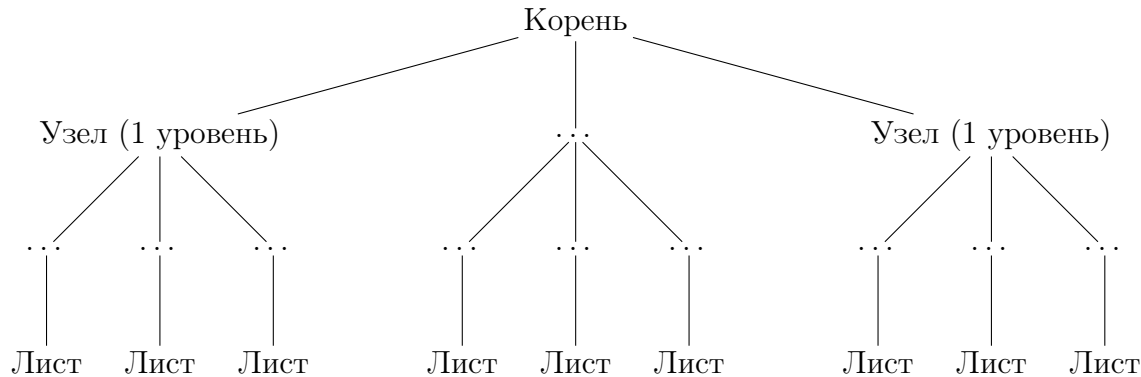 Корень
Узел (1 уровень) ... Узел (1 уровень)
... ... ... ... ... ... ... ... ...
Лист Лист Лист Лист Лист Лист Лист Лист Лист